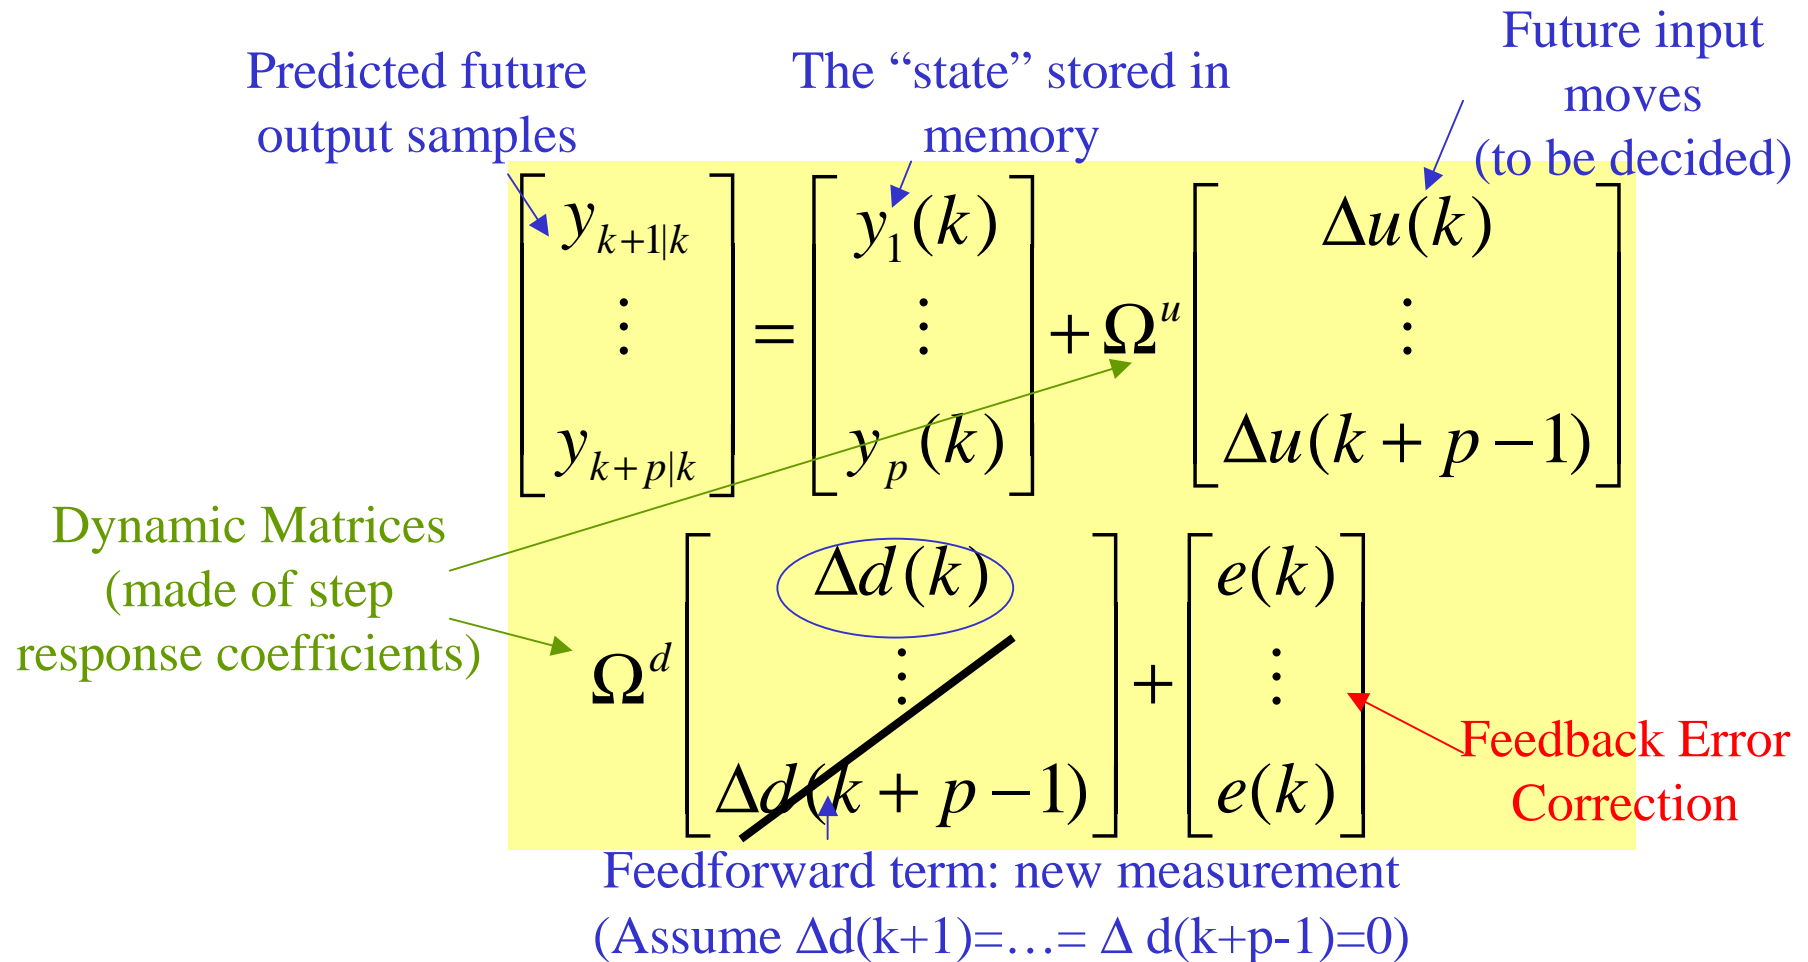 Predicted future
output samples
The “state” stored in
memory
Future input
moves
(to be decided)
y_{k+1|k} ⋮ y_{k+p|k} = y_1(k) ⋮ y_p(k) + Ω^u Δu(k) ⋮ Δu(k + p − 1)
Dynamic Matrices
(made of step
response coefficients)
Ω^d Δd(k) ⋮ Δd(k + p − 1) + e(k) ⋮ e(k)
Feedback Error
Correction
Feedforward term: new measurement
(Assume Δd(k+1)=…= Δ d(k+p-1)=0)